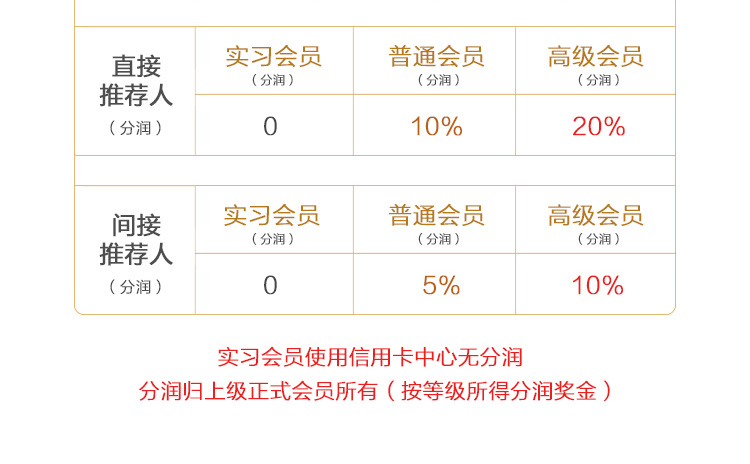 直接
推荐人
（分润）
实习会员
（分润）
普通会员
（分润）
高级会员
（分润）
0
10%
20%
间接
推荐人
（分润）
实习会员
（分润）
普通会员
（分润）
高级会员
（分润）
0
5%
10%
实习会员使用信用卡中心无分润
分润归上级正式会员所有（按等级所得分润奖金）